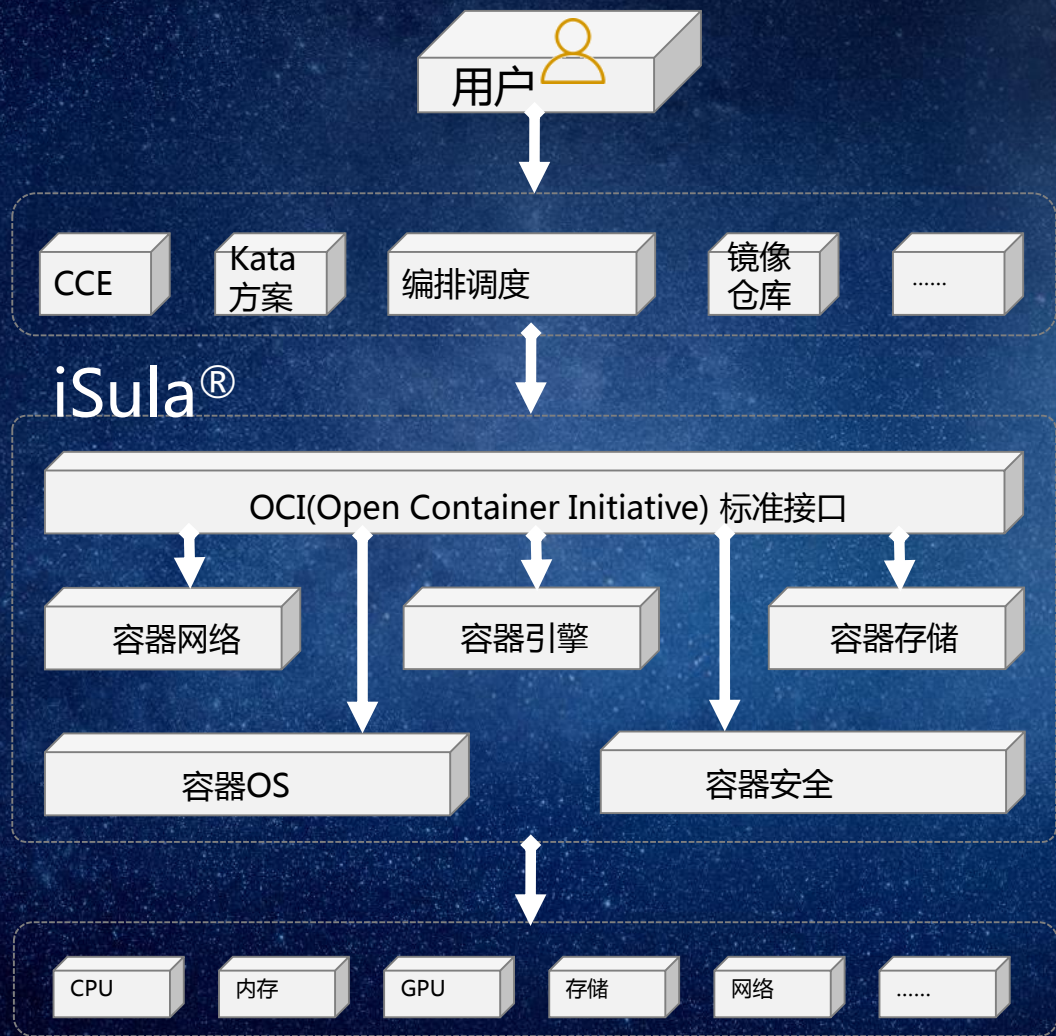 用户
CCE
Kata
方案
编排调度
镜像
仓库
......
iSula®
OCI(Open Container Initiative) 标准接口
容器网络
容器引擎
容器存储
容器OS
容器安全
CPU
内存
GPU
存储
网络
......